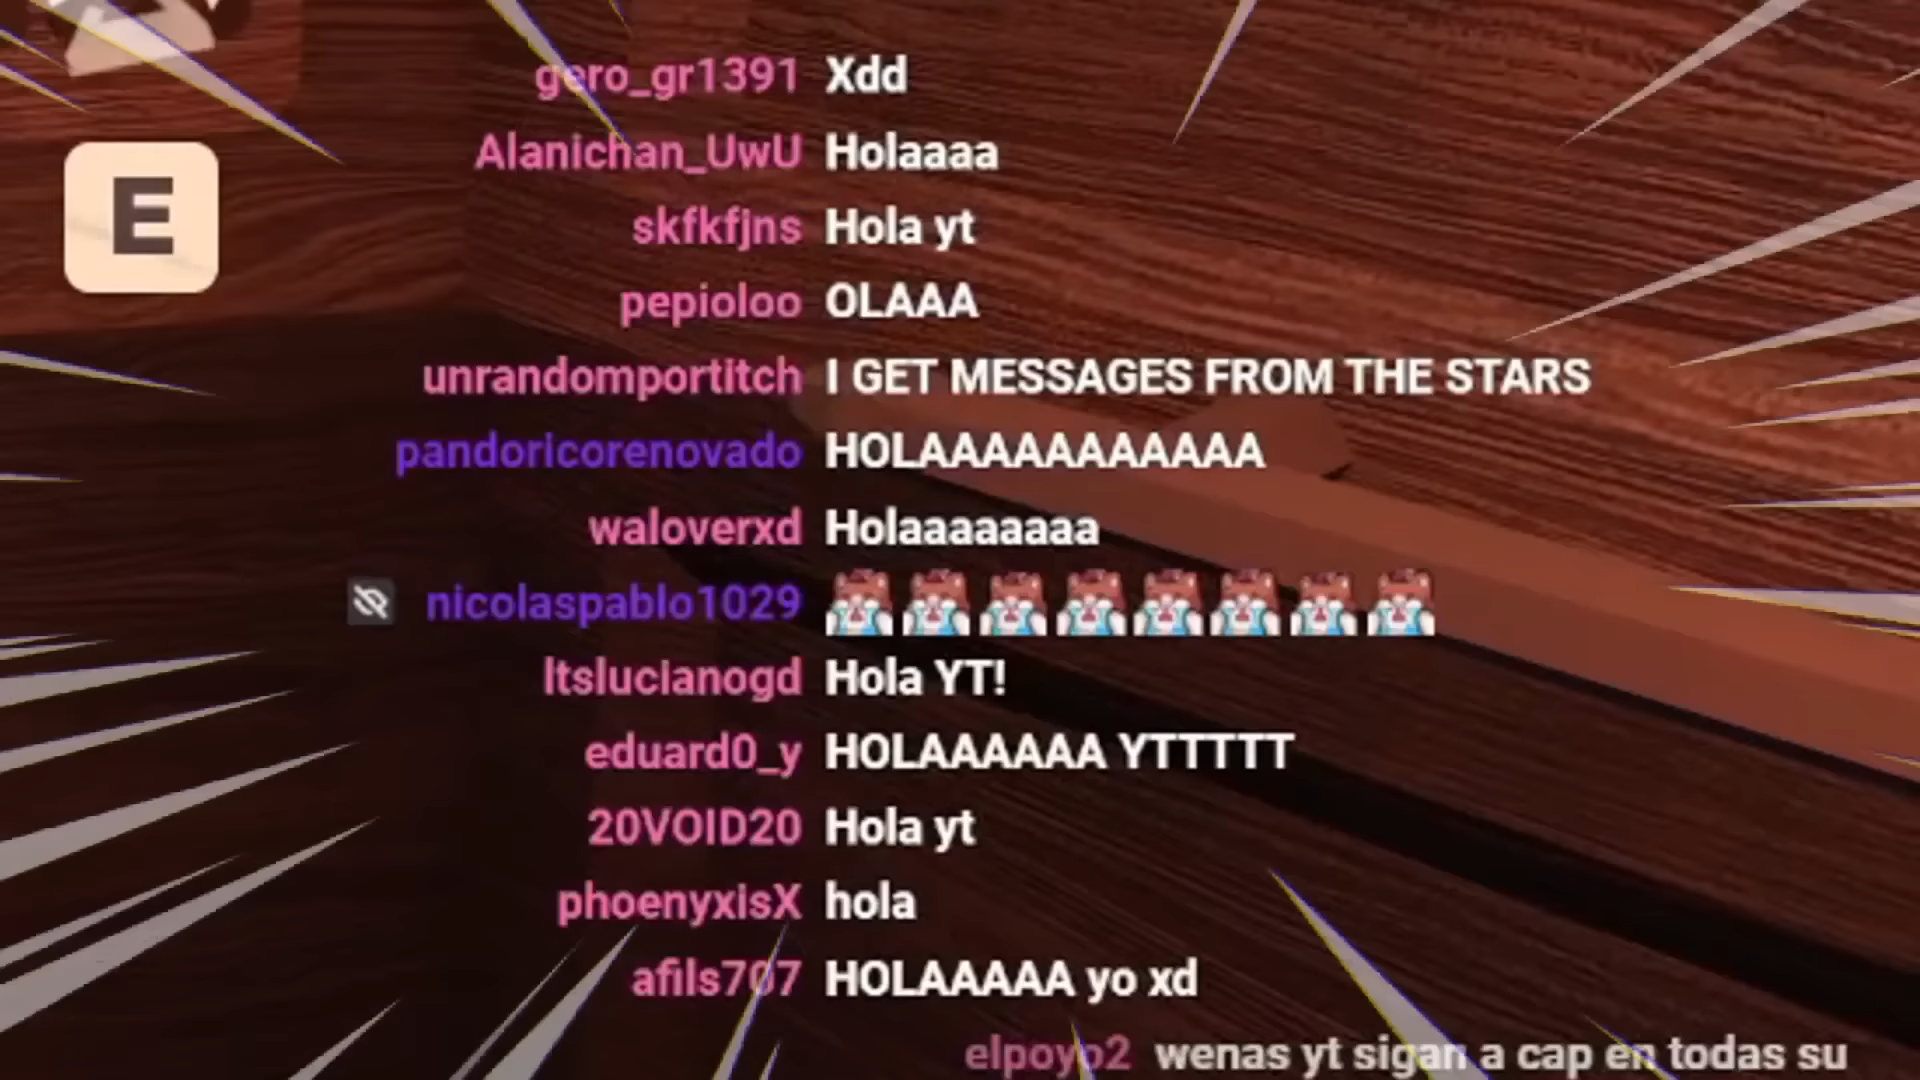 gero_gr1391 Xdd
Alanichan_UwU Holaaaa
E
skfkfjns Hola yt
pepioloo OLAAA
unrandomportitch I GET MESSAGES FROM THE STARS
pandoricorenovado HOLAAAAAAAAAAA
waloverxd Holaaaaaaaa
nicolaspablo1029
Itslucianogd Hola YT!
eduard0_y HOLAAAAAA YTTTTT
20VOID20 Hola yt
phoenyxisX hola
afils707 HOLAAAAA yo xd
elpoyo2 wenas yt sigan a cap en todas su